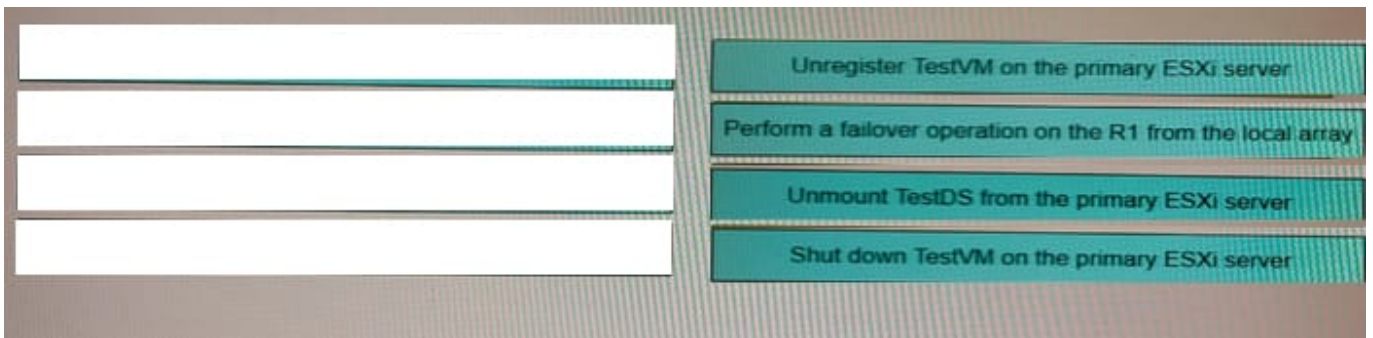 Unregister TestVM on the primary ESXi server
Perform a failover operation on the R1 from the local array
Unmount TestDS from the primary ESXi server
Shut down TestVM on the primary ESXi server